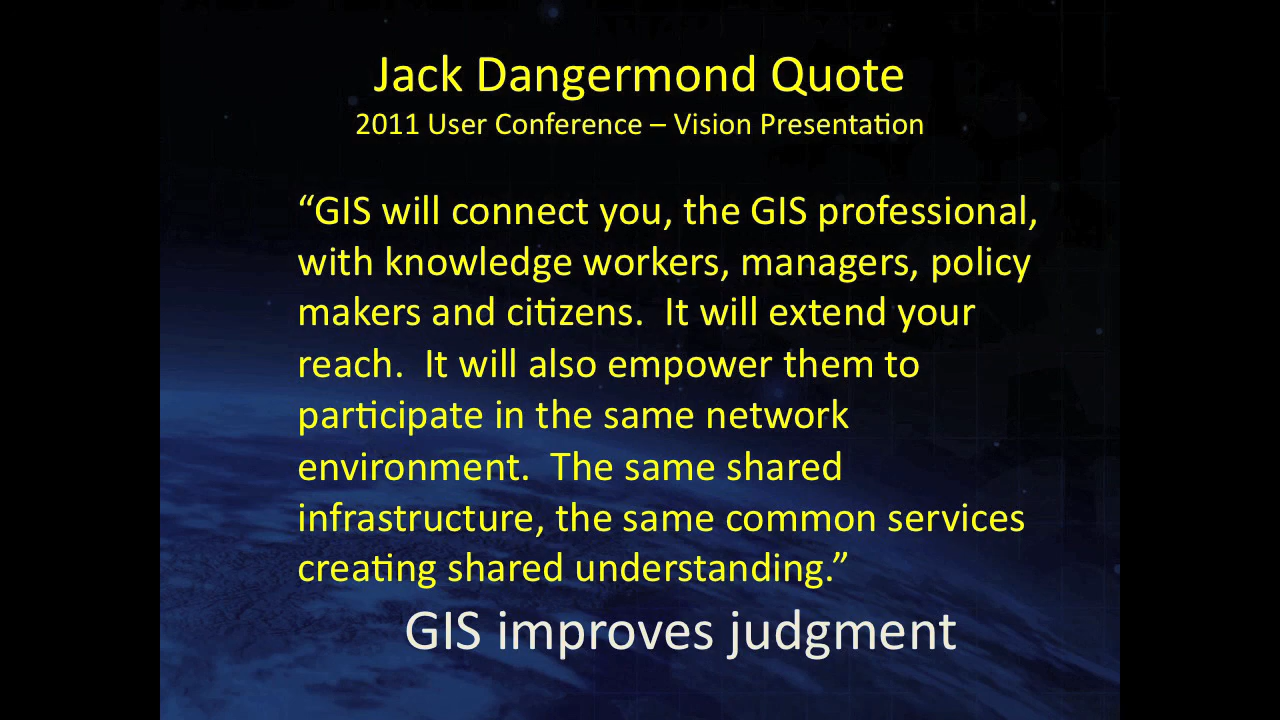 Jack Dangermond Quote
2011 User Conference – Vision Presentation
“GIS will connect you, the GIS professional,
with knowledge workers, managers, policy
makers and citizens.  It will extend your
reach.  It will also empower them to
participate in the same network
environment.  The same shared
infrastructure, the same common services
creating shared understanding.”
GIS improves judgment